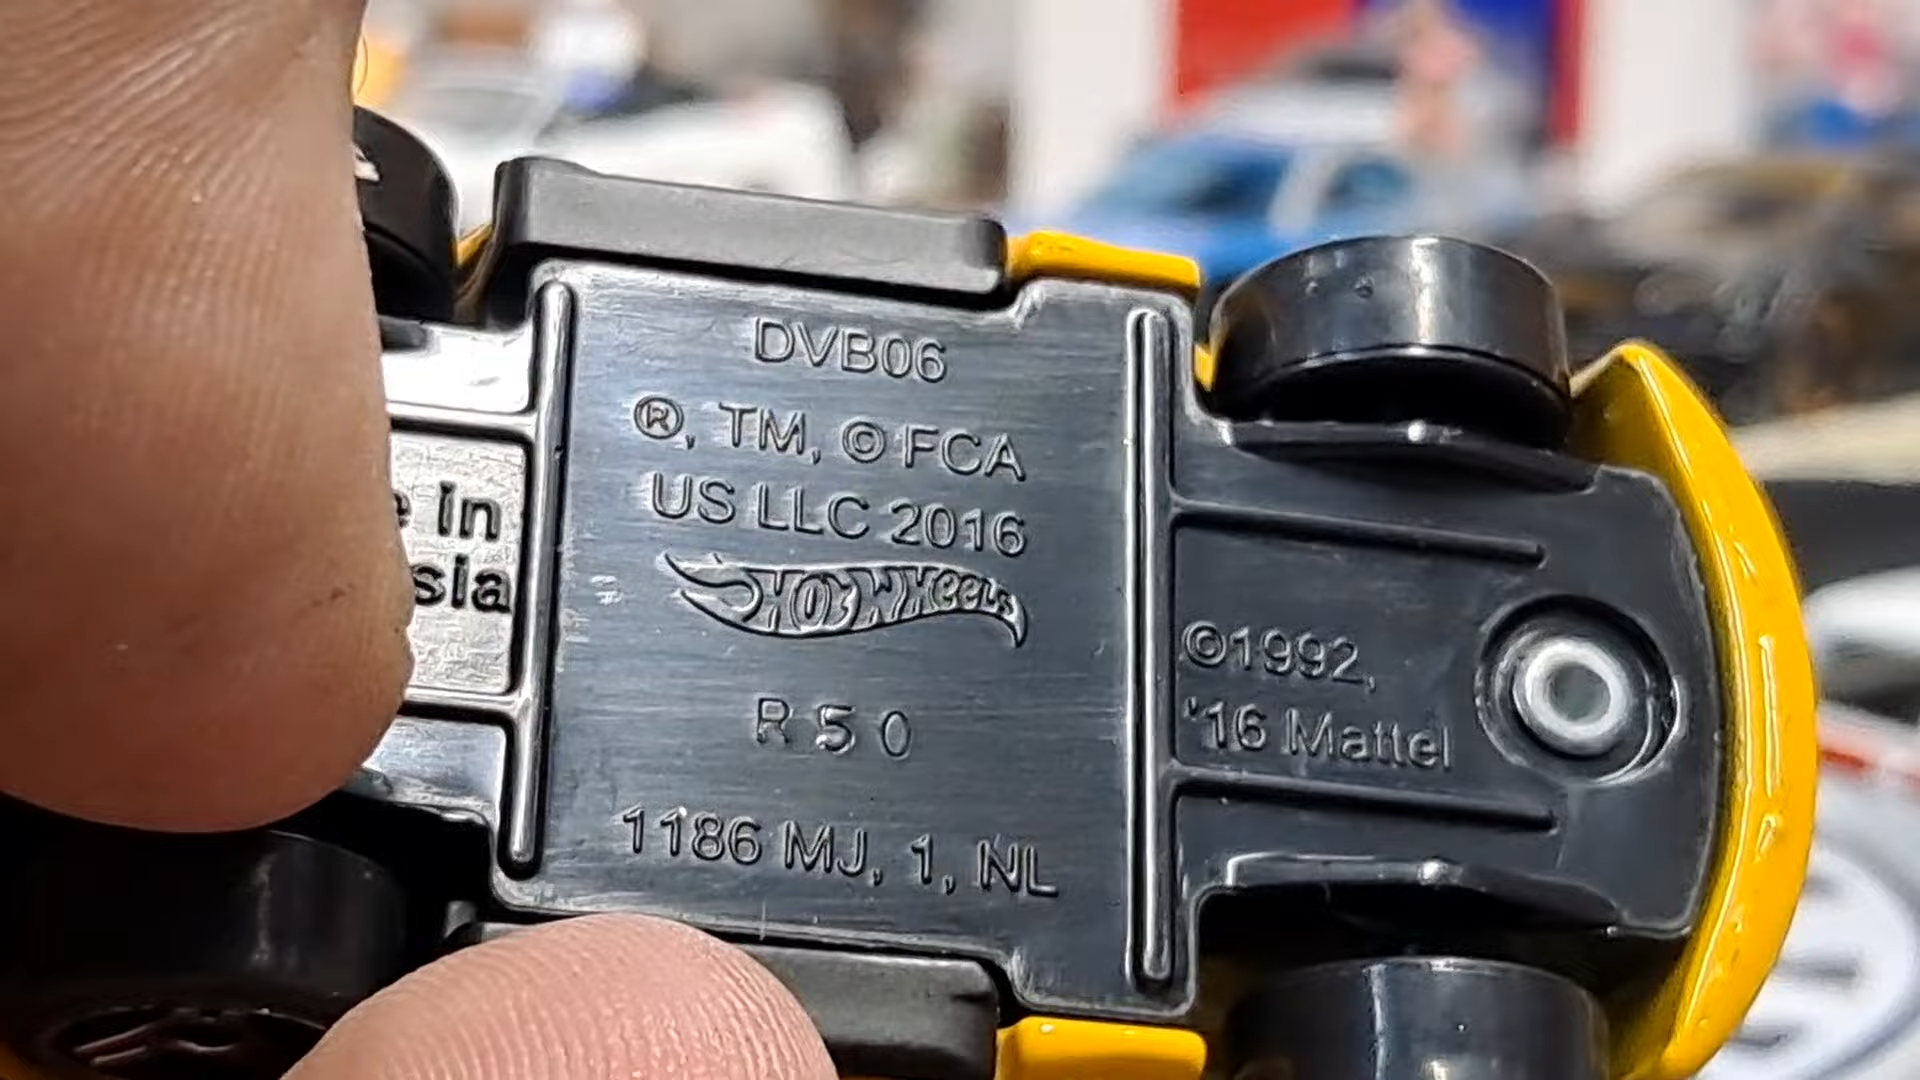 DVB06
®, TM, © FCA
US LLC 2016
HOT WHEELS
R 5 0
1186 MJ, 1, NL
in
sia
©1992,
'16 Mattel